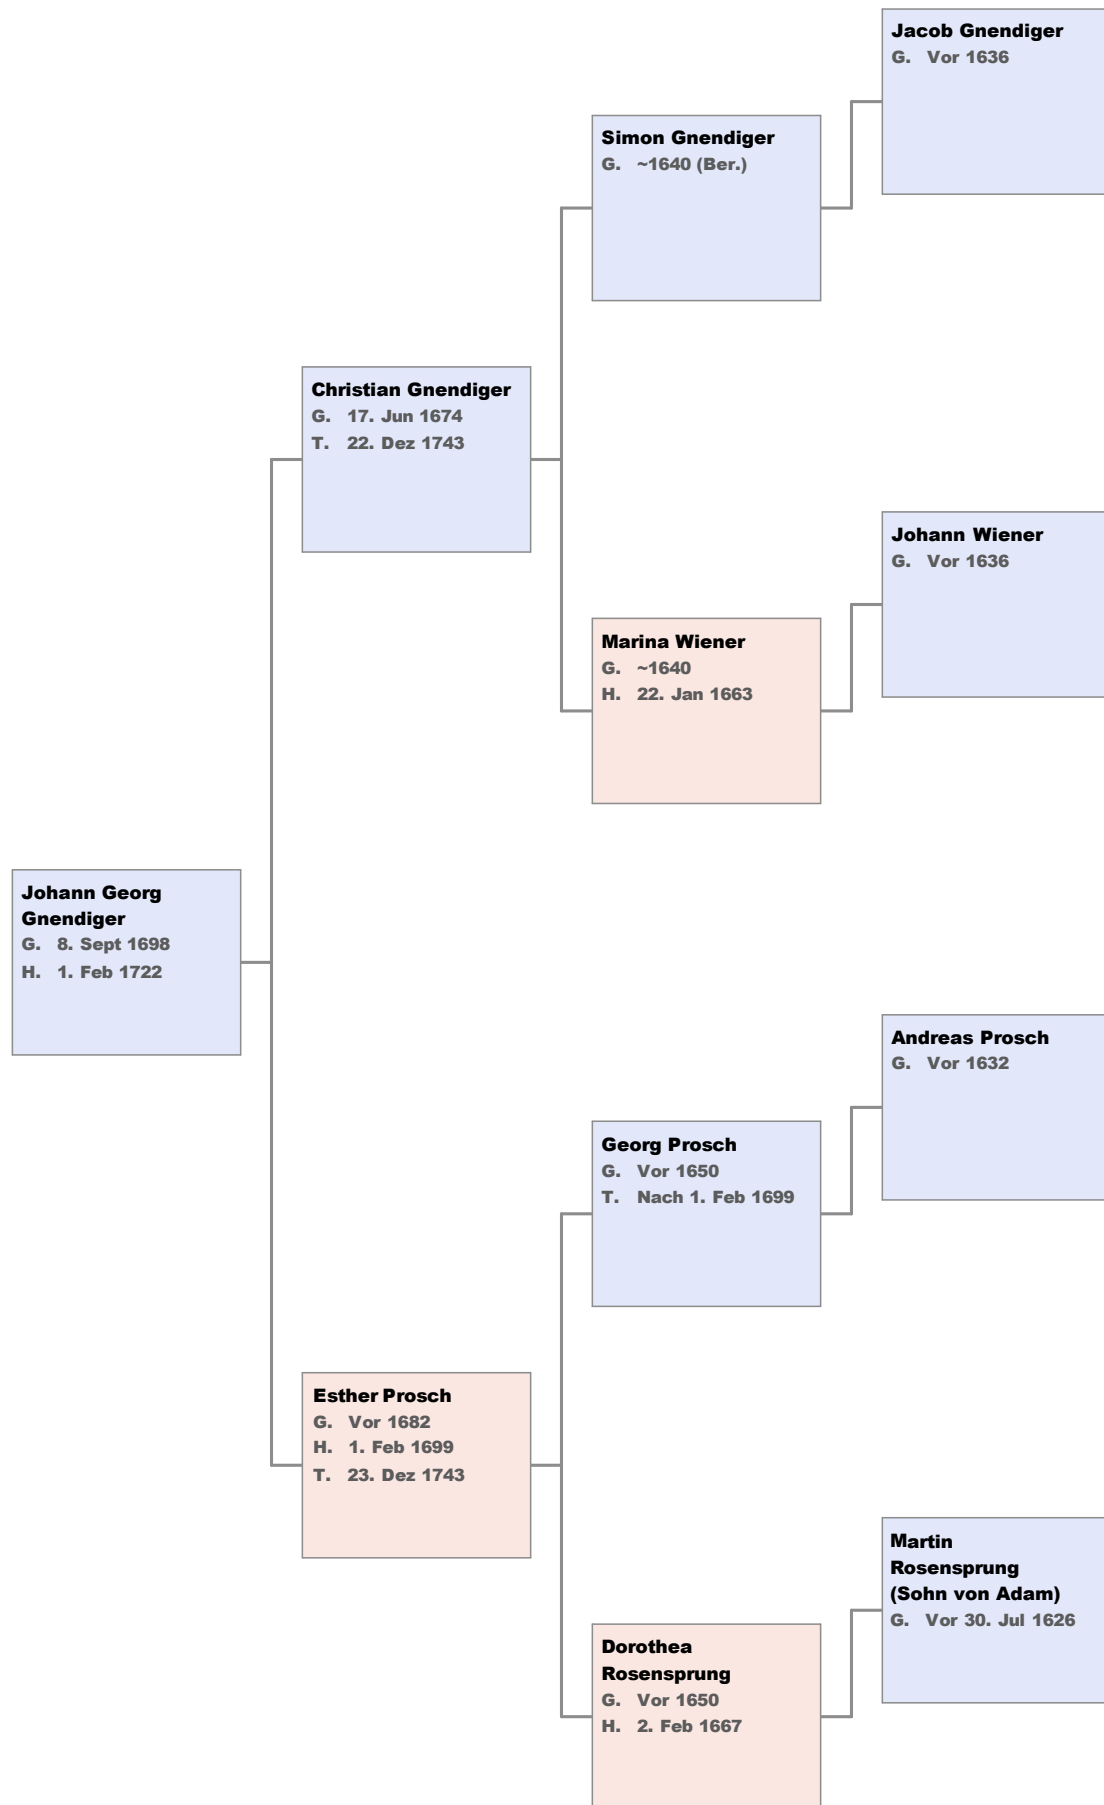 Jacob Gnendiger
G. Vor 1636
Simon Gnendiger
G. ~1640 (Ber.)
Christian Gnendiger
G. 17. Jun 1674
T. 22. Dez 1743
Johann Wiener
G. Vor 1636
Marina Wiener
G. ~1640
H. 22. Jan 1663
Johann Georg
Gnendiger
G. 8. Sept 1698
H. 1. Feb 1722
Andreas Prosch
G. Vor 1632
Georg Prosch
G. Vor 1650
T. Nach 1. Feb 1699
Esther Prosch
G. Vor 1682
H. 1. Feb 1699
T. 23. Dez 1743
Martin
Rosensprung
(Sohn von Adam)
G. Vor 30. Jul 1626
Dorothea
Rosensprung
G. Vor 1650
H. 2. Feb 1667